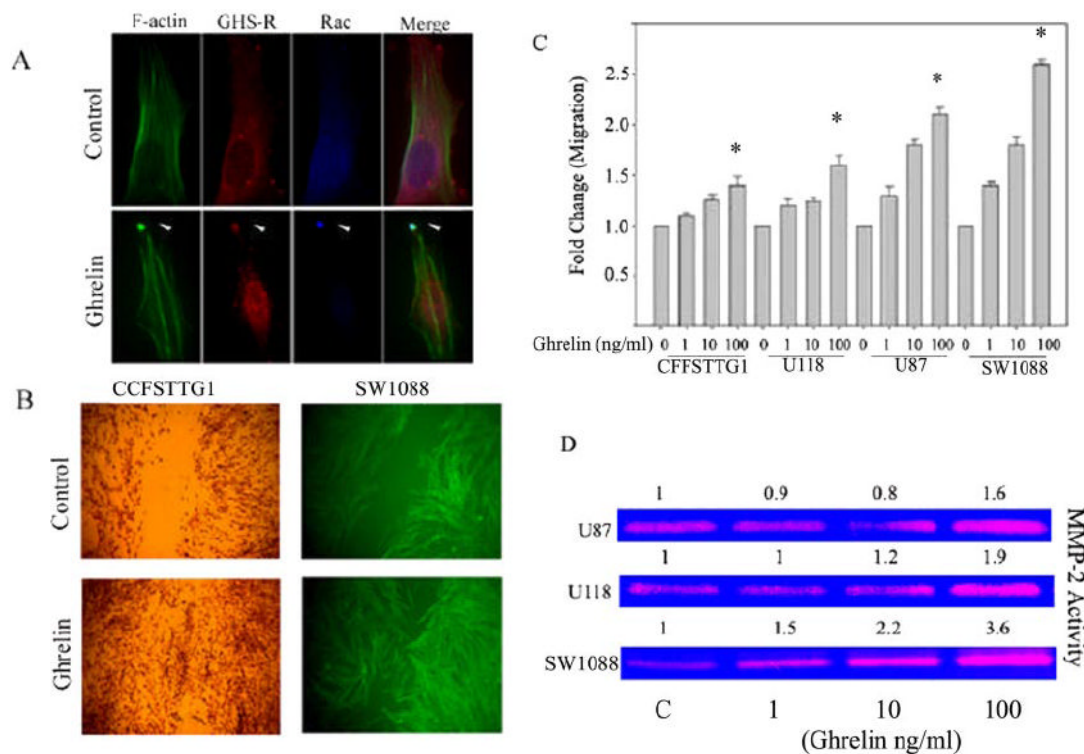 A
F-actin GHS-R Rac Merge
Control
Ghrelin
B
CCFSTTG1 SW1088
Control
Ghrelin
C
Fold Change (Migration)
2.5
2.0
1.5
1.0
0.5
* * * *
Ghrelin (ng/ml) 0 1 10 100 0 1 10 100 0 1 10 100 0 1 10 100
CFFSTTG1 U118 U87 SW1088
D
1 0.9 0.8 1.6
U87
1 1 1.2 1.9
U118
1 1.5 2.2 3.6
SW1088
C 1 10 100
(Ghrelin ng/ml)
MMP-2 Activity